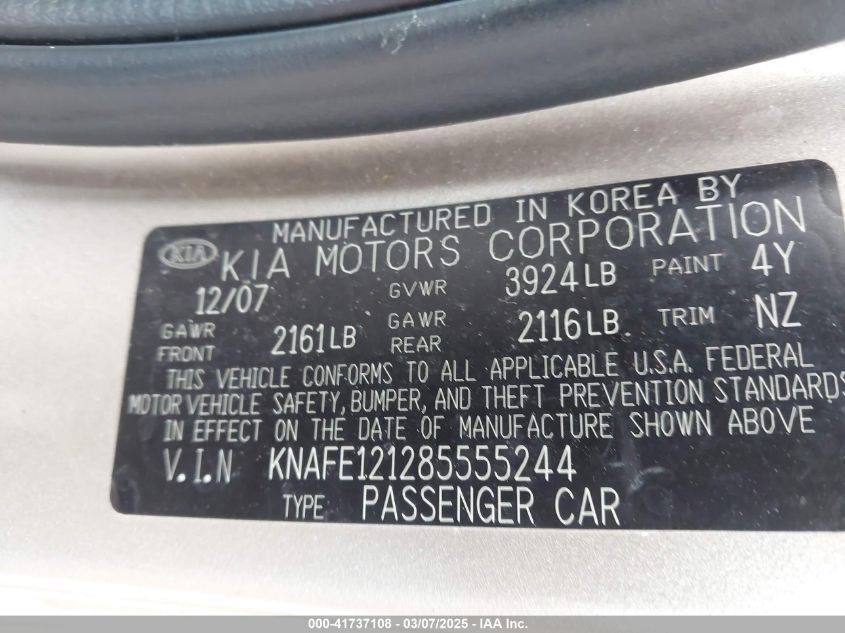 MANUFACTURED IN KOREA BY
KIA KIA MOTORS CORPORATION
12/07 GVWR 3924LB PAINT 4Y
GAWR FRONT 2161LB GAWR REAR 2116LB TRIM NZ
THIS VEHICLE CONFORMS TO ALL APPLICABLE U.S.A. FEDERAL
MOTOR VEHICLE SAFETY, BUMPER, AND THEFT PREVENTION STANDARDS
IN EFFECT ON THE DATE OF MANUFACTURE SHOWN ABOVE
V.I.N KNAFE121285555244
TYPE PASSENGER CAR
000-41737108 - 03/07/2025 - IAA Inc.